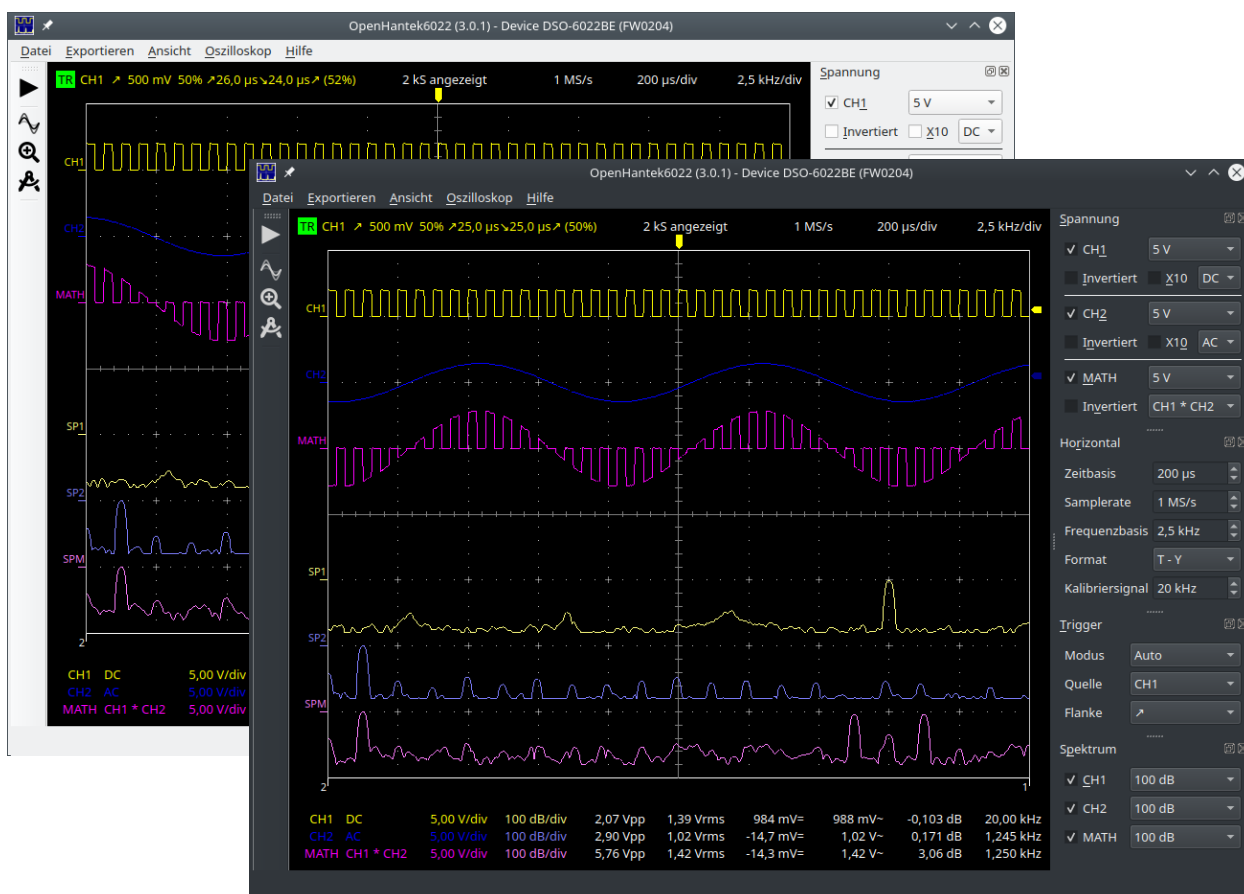 OpenHantek6022 (3.0.1) - Device DSO-6022BE (FW0204)
Datei Exportieren Ansicht Oszilloskop Hilfe
TR CH1 ↗ 500 mV 50% ↗26,0 µs↘24,0 µs↗ (52%) 2 kS angezeigt 1 MS/s 200 µs/div 2,5 kHz/div
Spannung
CH1 5 V
Invertiert X10 DC
CH1
CH2
MATH
SP1
SP2
SPM
2
CH1 DC 5,00 V/div
CH2 AC 5,00 V/div
MATH CH1 * CH2 5,00 V/div
OpenHantek6022 (3.0.1) - Device DSO-6022BE (FW0204)
Datei Exportieren Ansicht Oszilloskop Hilfe
TR CH1 ↗ 500 mV 50% ↗25,0 µs↘25,0 µs↗ (50%) 2 kS angezeigt 1 MS/s 200 µs/div 2,5 kHz/div
CH1
CH2
MATH
SP1
SP2
SPM
2 1
CH1 DC 5,00 V/div 100 dB/div 2,07 Vpp 1,39 Vrms 984 mV= 988 mV~ -0,103 dB 20,00 kHz
CH2 AC 5,00 V/div 100 dB/div 2,90 Vpp 1,02 Vrms -14,7 mV= 1,02 V~ 0,171 dB 1,245 kHz
MATH CH1 * CH2 5,00 V/div 100 dB/div 5,76 Vpp 1,42 Vrms -14,3 mV= 1,42 V~ 3,06 dB 1,250 kHz
Spannung
CH1 5 V
Invertiert X10 DC
CH2 5 V
Invertiert X10 AC
MATH 5 V
Invertiert CH1 * CH2
Horizontal
Zeitbasis 200 µs
Samplerate 1 MS/s
Frequenzbasis 2,5 kHz
Format T - Y
Kalibriersignal 20 kHz
Trigger
Modus Auto
Quelle CH1
Flanke ↗
Spektrum
CH1 100 dB
CH2 100 dB
MATH 100 dB